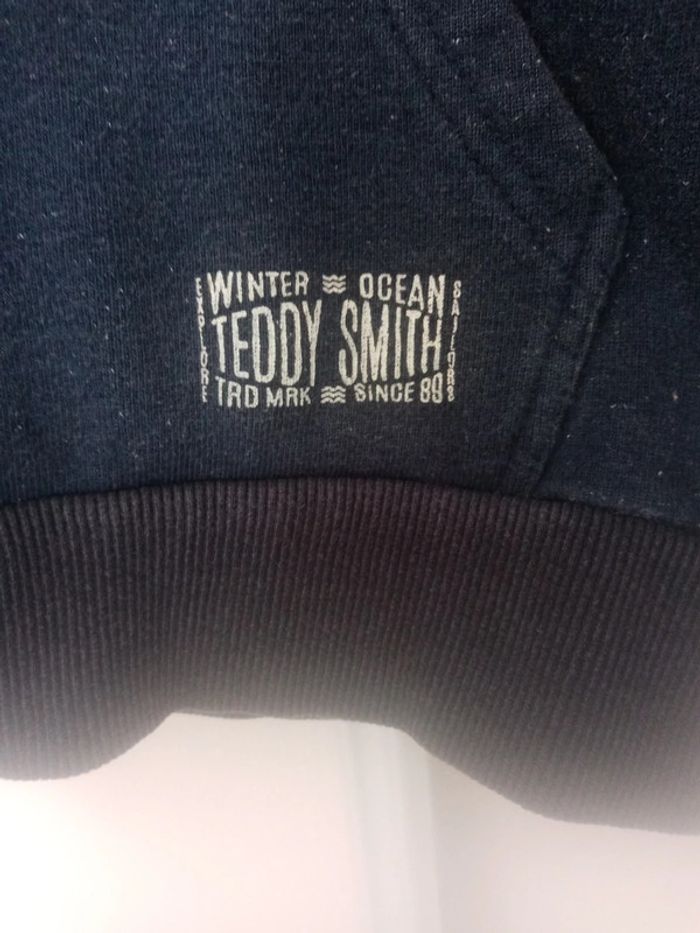 WINTER OCEAN
EXPLORE
TEDDY SMITH
SAILORS
TRD MRK SINCE 89